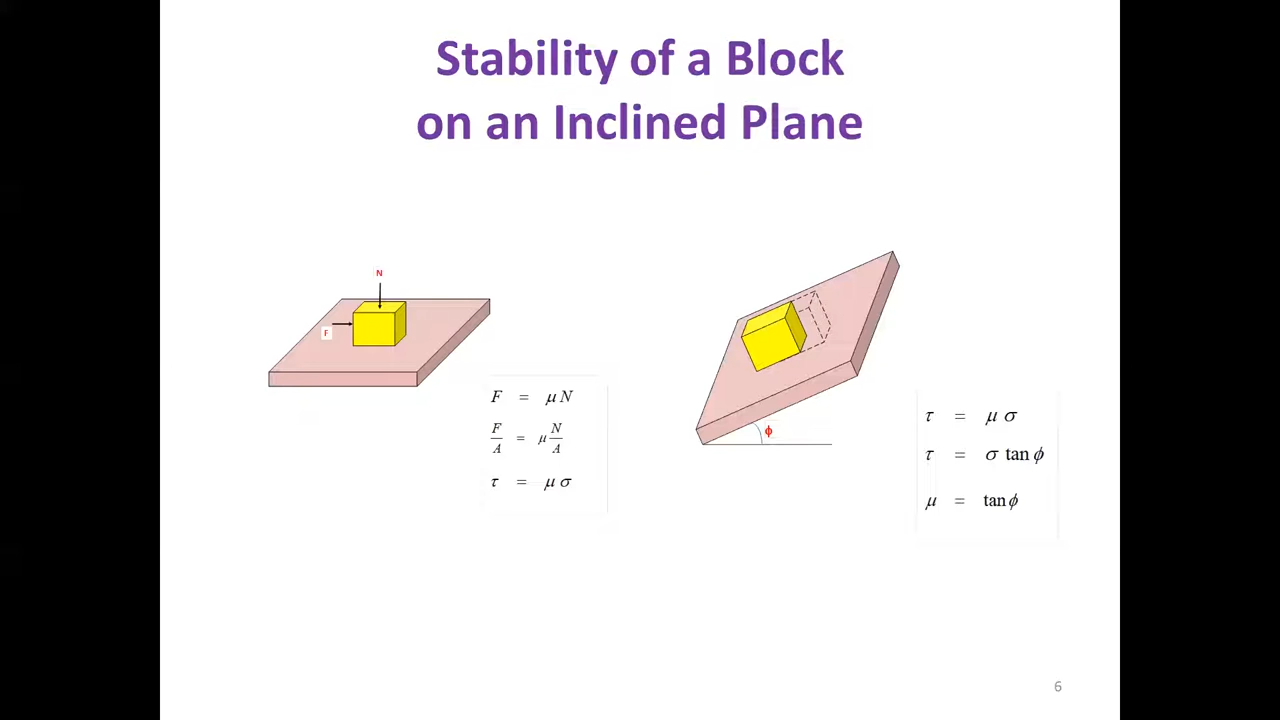 Stability of a Block
on an Inclined Plane
N
F
F = μ N
F/A = μ N/A
τ = μ σ
ϕ
τ = μ σ
τ = σ tan ϕ
μ = tan ϕ
6